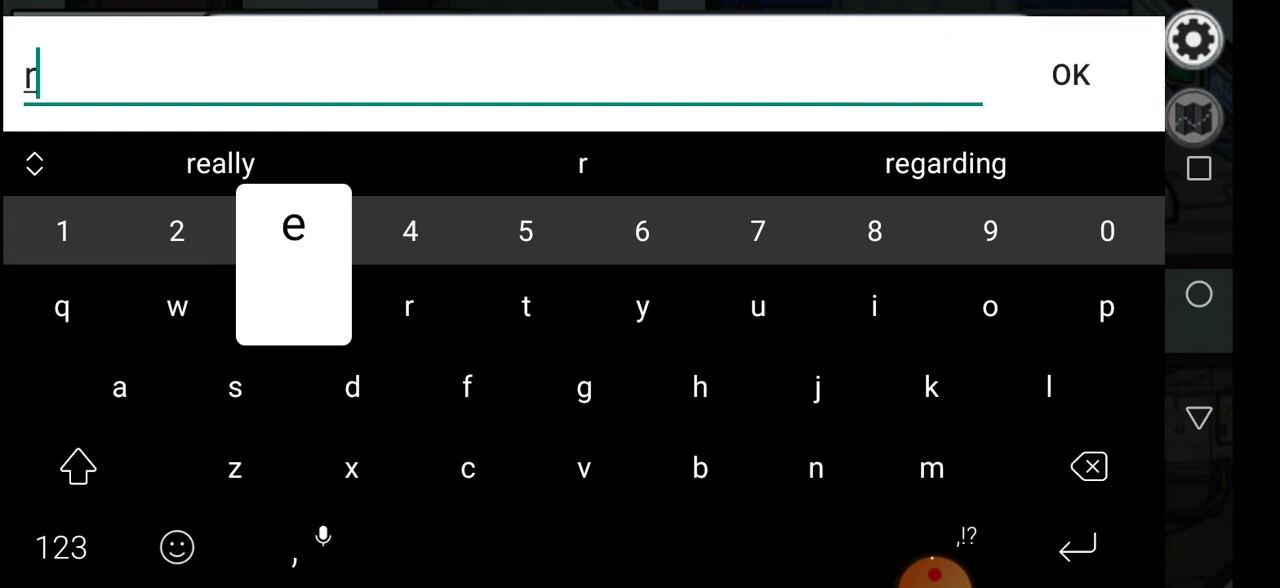 r
OK
really r regarding
1 2 e 4 5 6 7 8 9 0
q w r t y u i o p
a s d f g h j k l
z x c v b n m
123 , ,!?